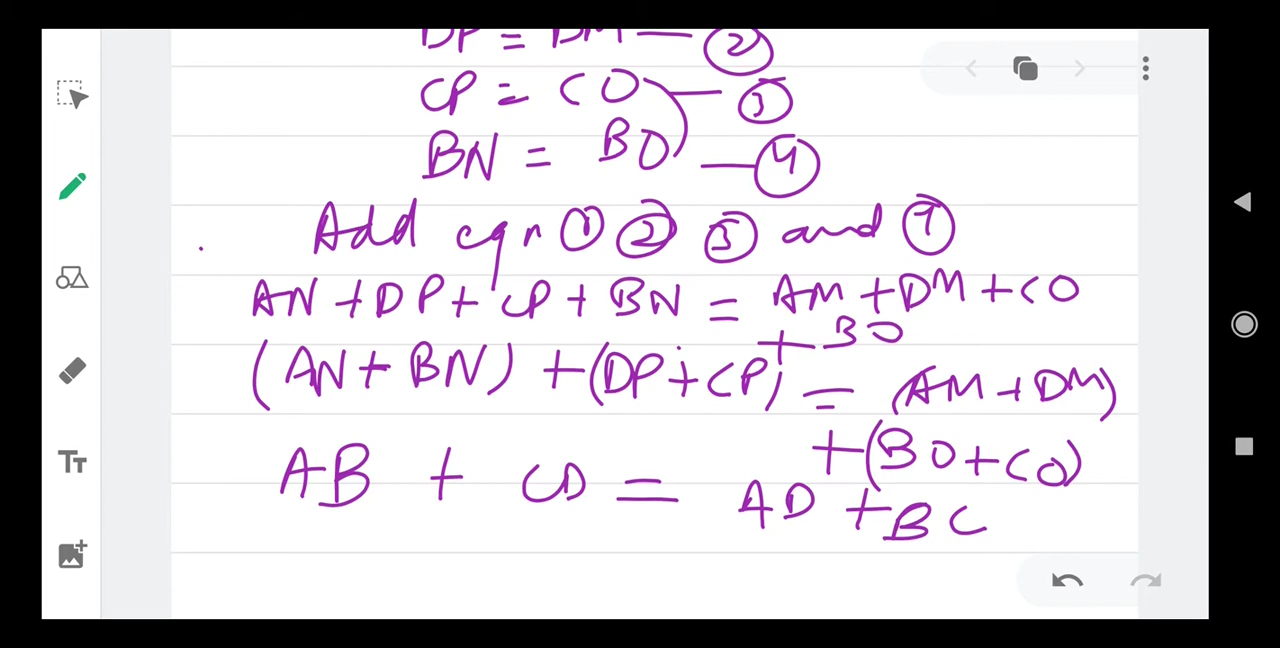 DP = DM — ②
CP = CO — ③
BN = BO — ④
Add eqn ① ② ③ and ④
AN + DP + CP + BN = AM + DM + CO
+ BO
(AN + BN) + (DP + CP) = (AM + DM)
+ (BO + CO)
AB + CD = AD + BC
TT